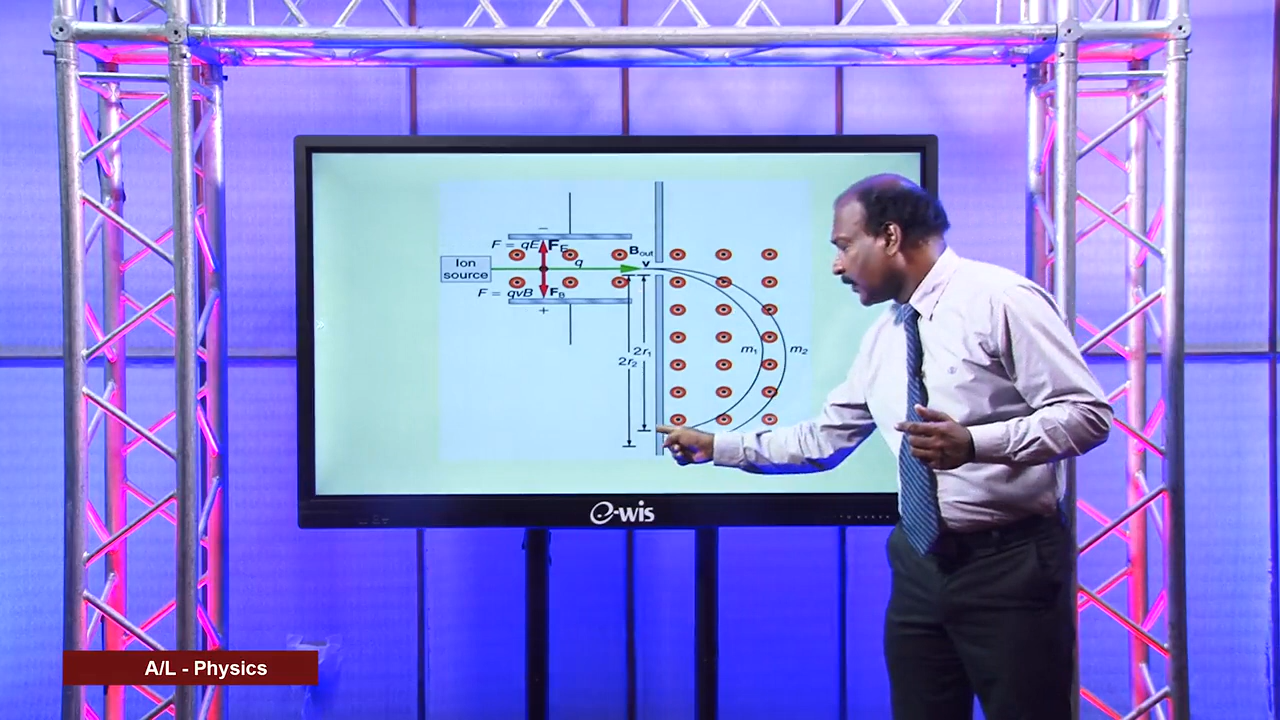 −
F = qE
F_E
B_out
Ion
source
q
v
F = qvB
F_B
+
2r₁
2r₂
m₁
m₂
e-wis
A/L - Physics